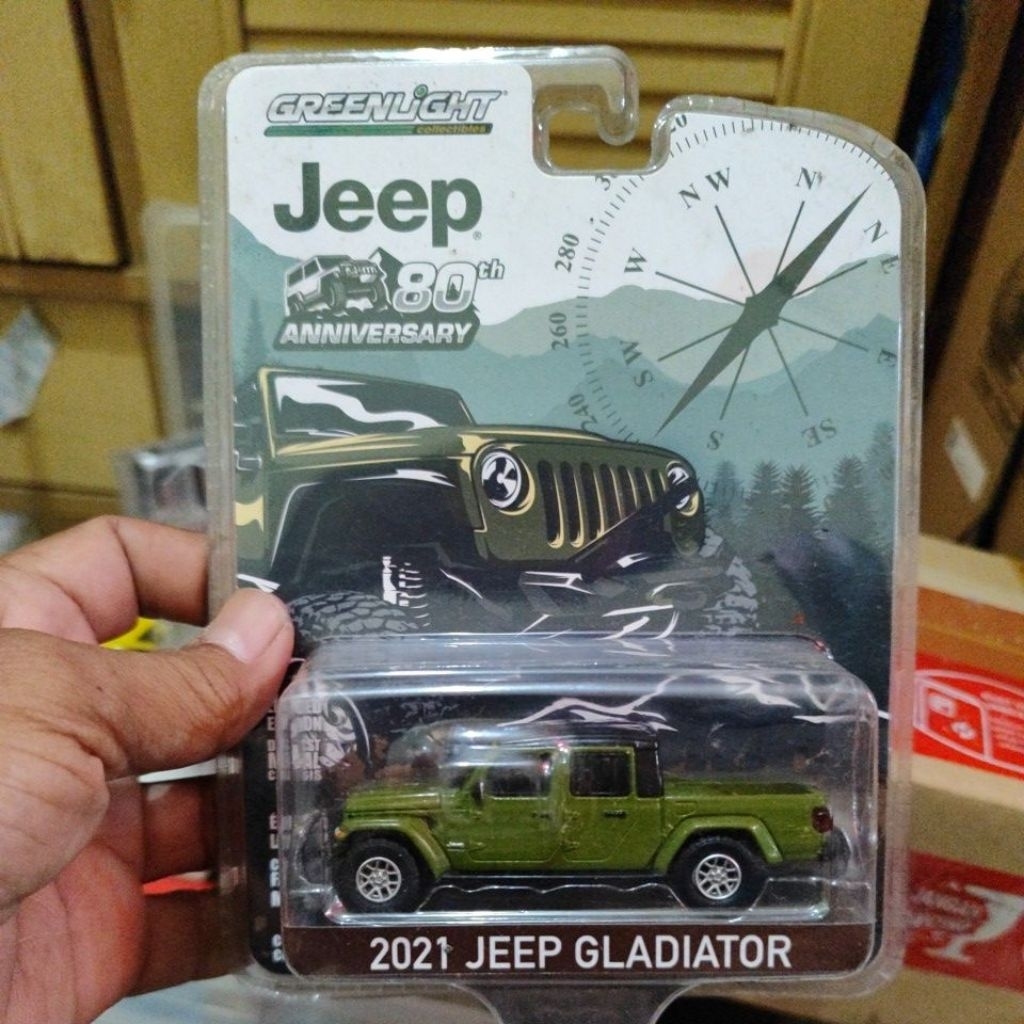 GREENLIGHT
collectibles
Jeep
80th
ANNIVERSARY
NW
N
NE
W
E
SW
S
SE
280
260
240
2021 JEEP GLADIATOR